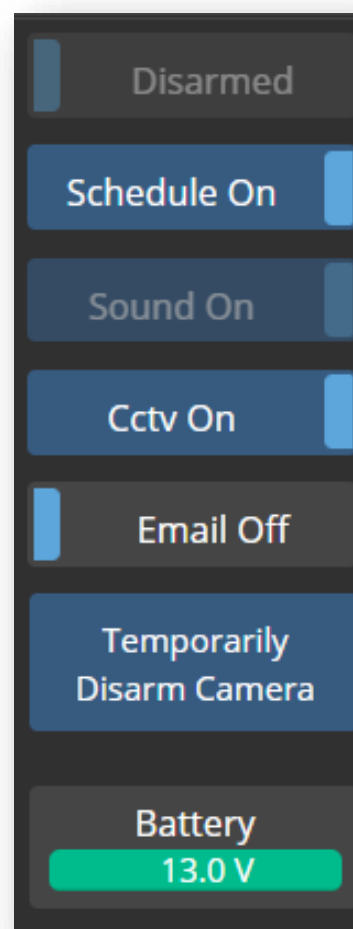 Disarmed
Schedule On
Sound On
Cctv On
Email Off
Temporarily
Disarm Camera
Battery
13.0 V